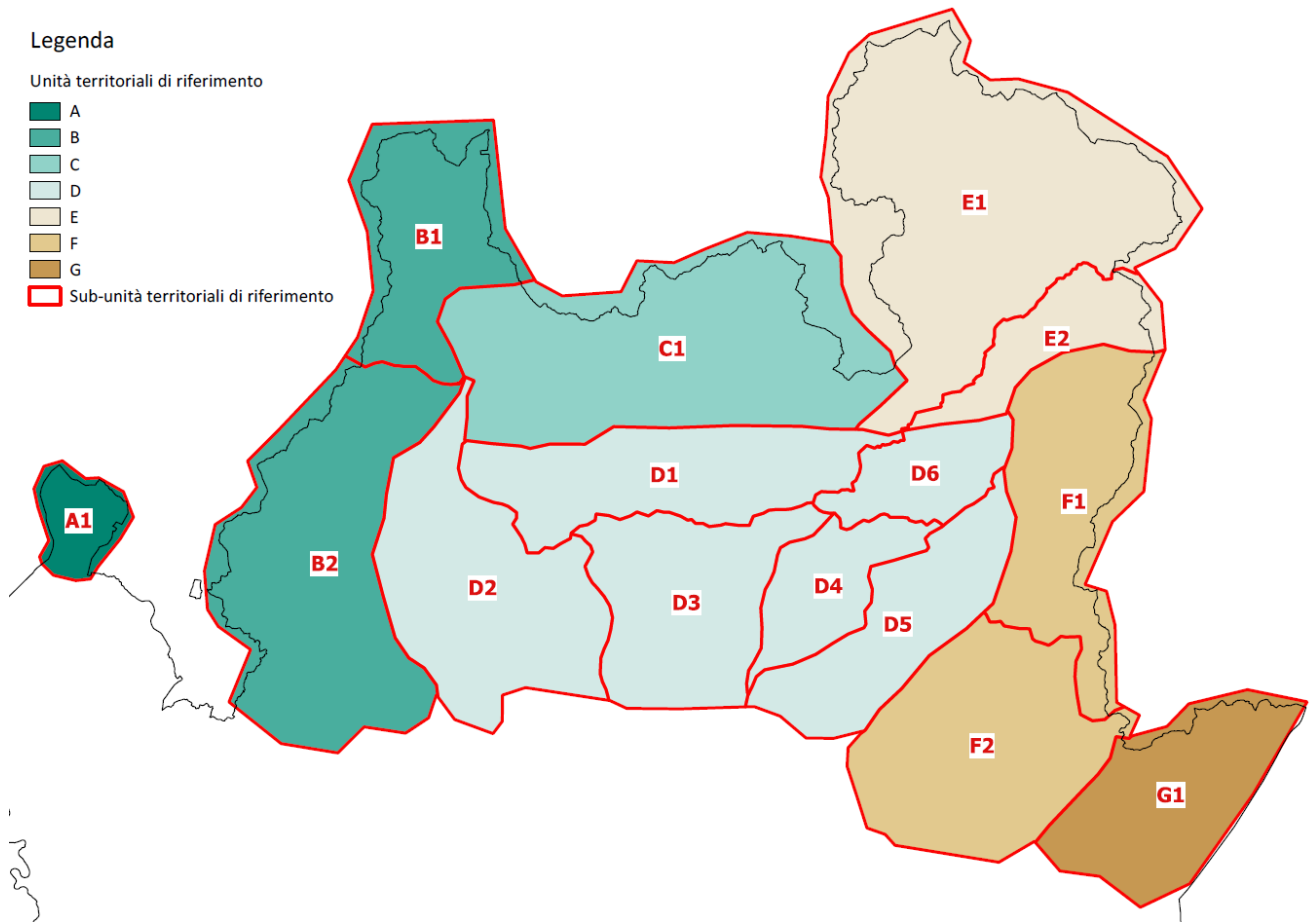 Legenda
Unità territoriali di riferimento
A
B
C
D
E
F
G
Sub-unità territoriali di riferimento
E1
B1
E2
C1
D1
D6
F1
A1
B2
D2
D3
D4
D5
F2
G1